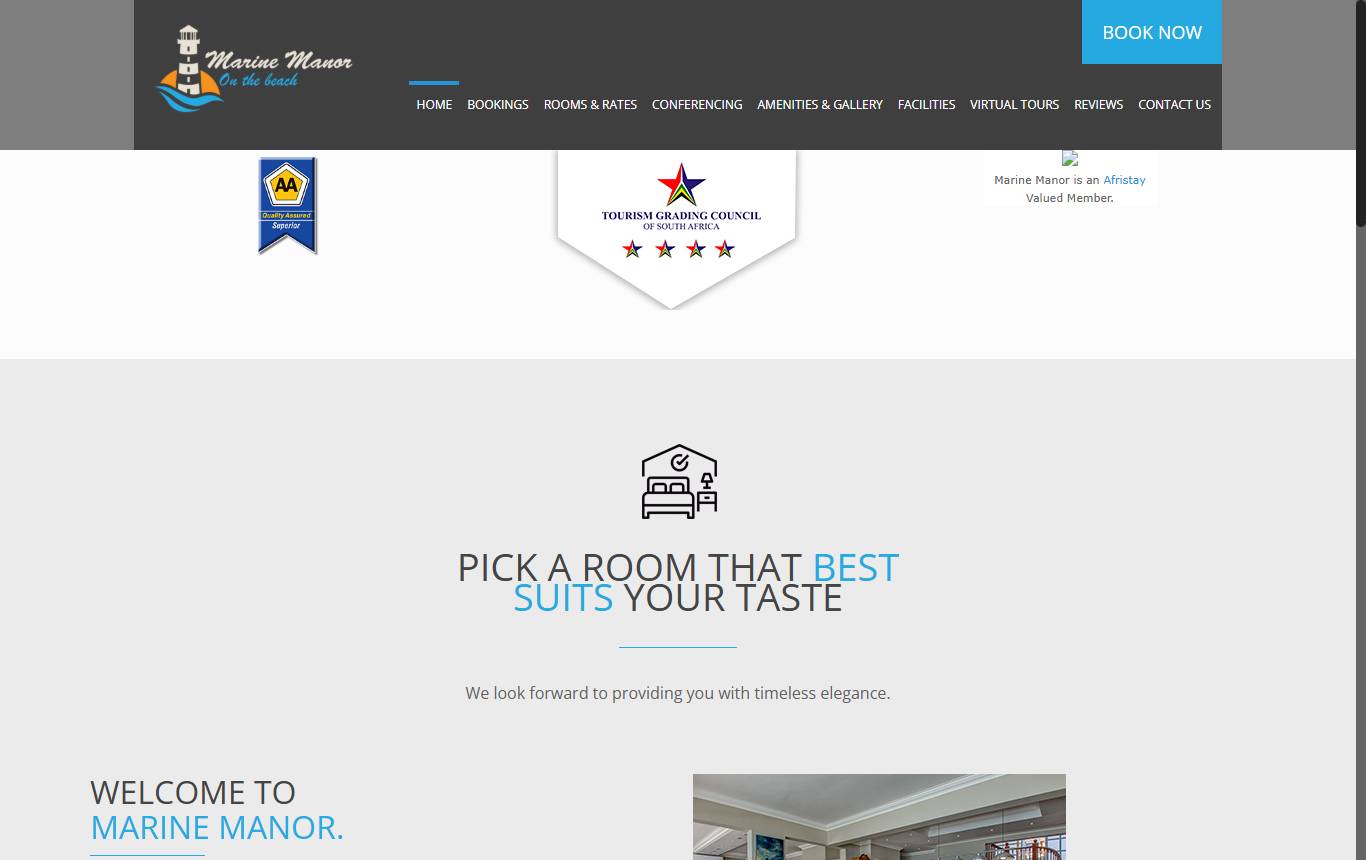 Marine Manor
On the beach
BOOK NOW
HOME BOOKINGS ROOMS & RATES CONFERENCING AMENITIES & GALLERY FACILITIES VIRTUAL TOURS REVIEWS CONTACT US
AA
Quality Assured
Superior
TOURISM GRADING COUNCIL
OF SOUTH AFRICA
Marine Manor is an Afristay
Valued Member.
PICK A ROOM THAT BEST
SUITS YOUR TASTE
We look forward to providing you with timeless elegance.
WELCOME TO
MARINE MANOR.